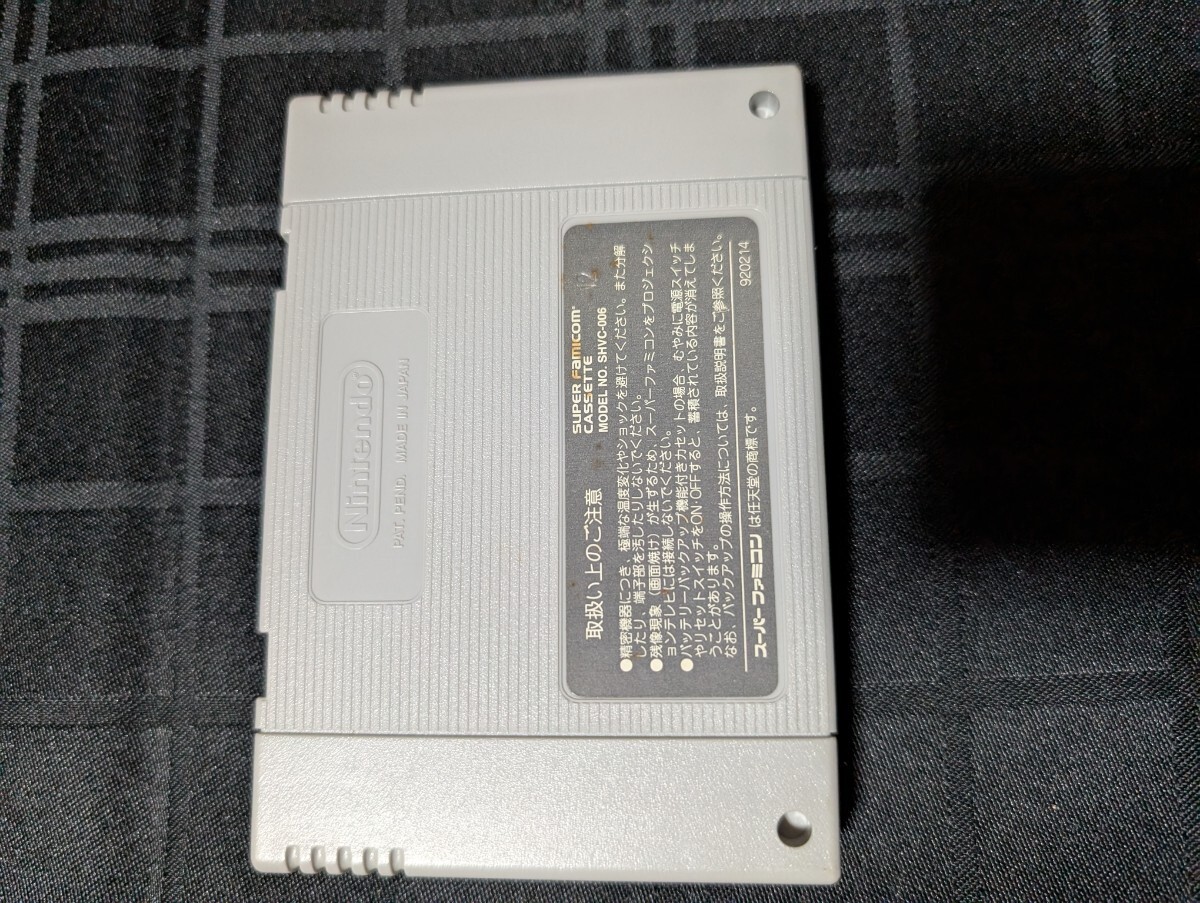 Nintendo
PAT. PEND. MADE IN JAPAN
SUPER Famicom
CASSETTE
MODEL NO. SHVC-006
12
取扱い上のご注意
●精密機器につき、極端な温度変化やショックを避けてください。また分解
したり、端子部を汚したりしないでください。
●残像現象（画面焼け）が生ずるため、スーパーファミコンをプロジェクシ
ョンテレビには接続しないでください。
●バッテリーバックアップ機能付きカセットの場合、むやみに電源スイッチ
やリセットスイッチをON・OFFすると、蓄積されている内容が消えてしま
うことがあります。
なお、バックアップの操作方法については、取扱説明書をご参照ください。
スーパーファミコン は任天堂の商標です。
920214